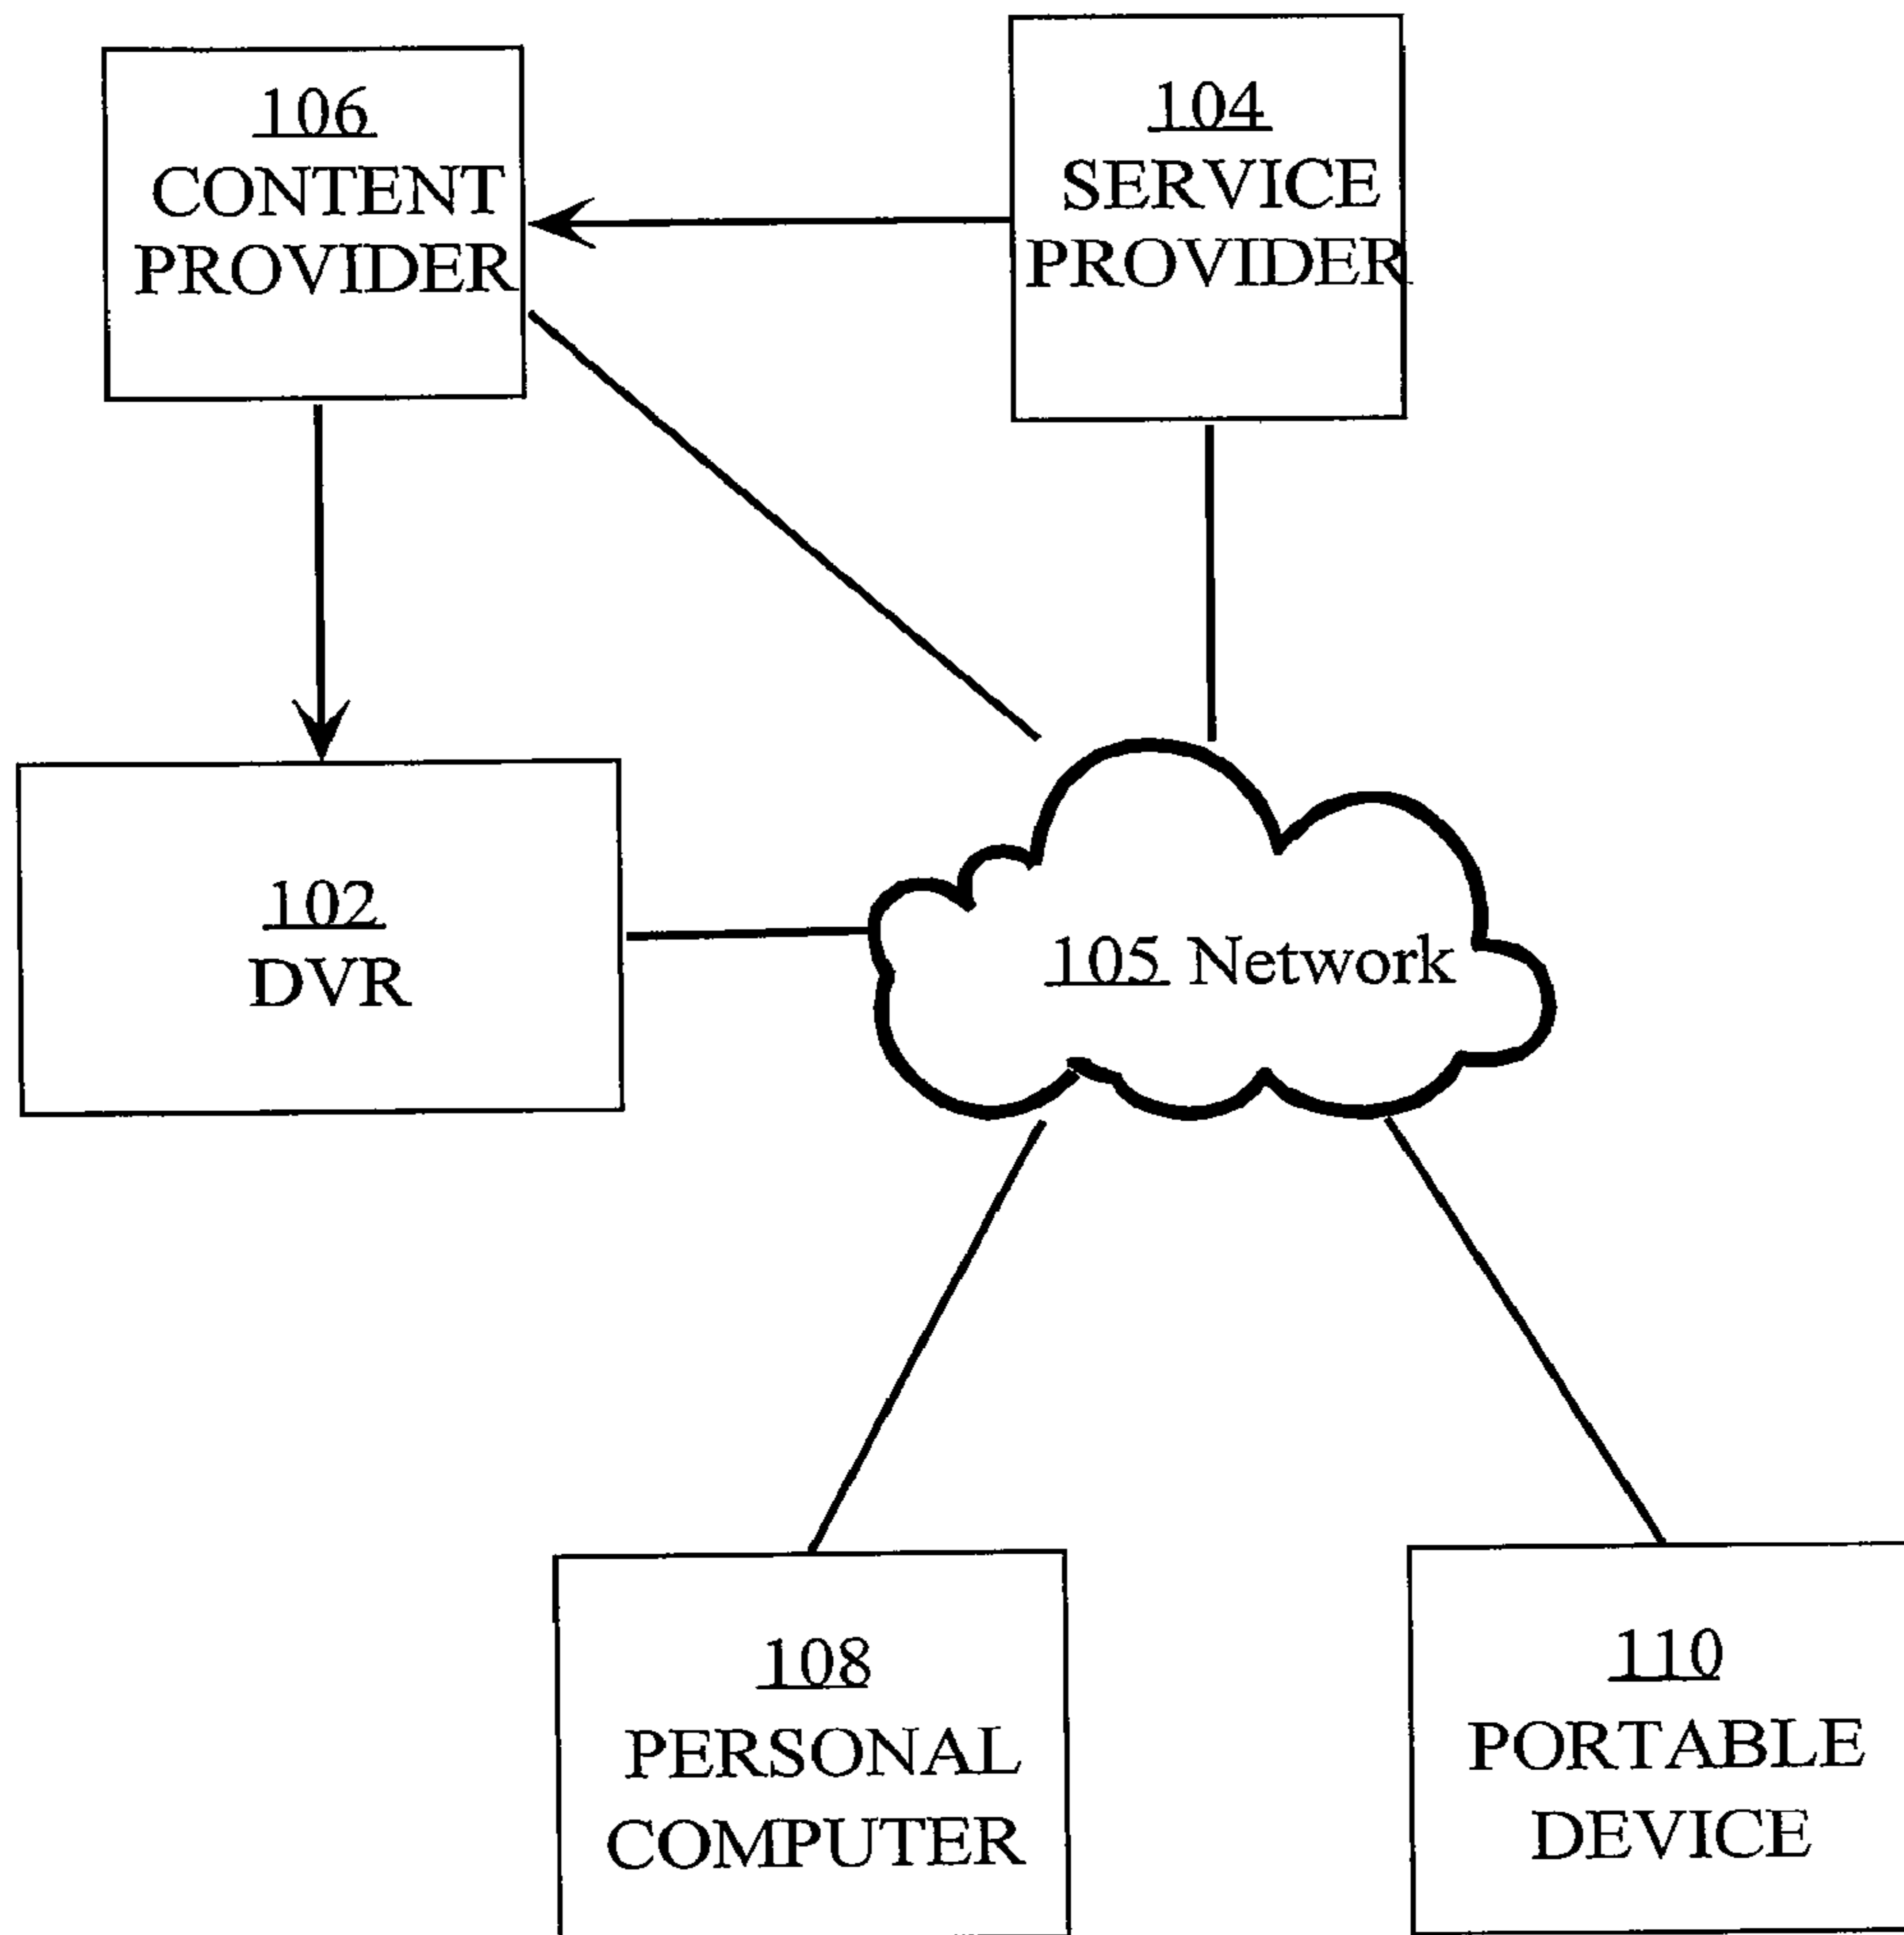 106
CONTENT
PROVIDER
104
SERVICE
PROVIDER
102
DVR
105 Network
108
PERSONAL
COMPUTER
110
PORTABLE
DEVICE